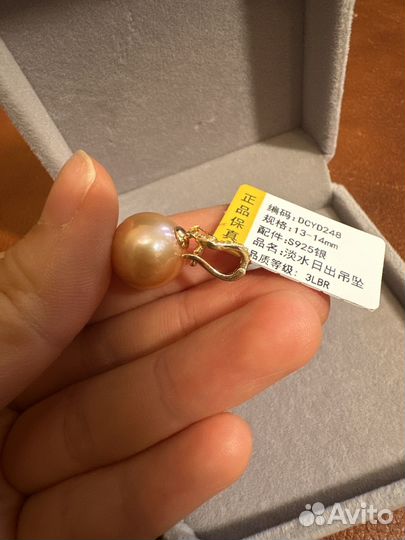 正品保真
编码:DCYD248
规格:13-14mm
配件:S925银
品名:淡水日出吊坠
品质等级: 3LBR
Avito